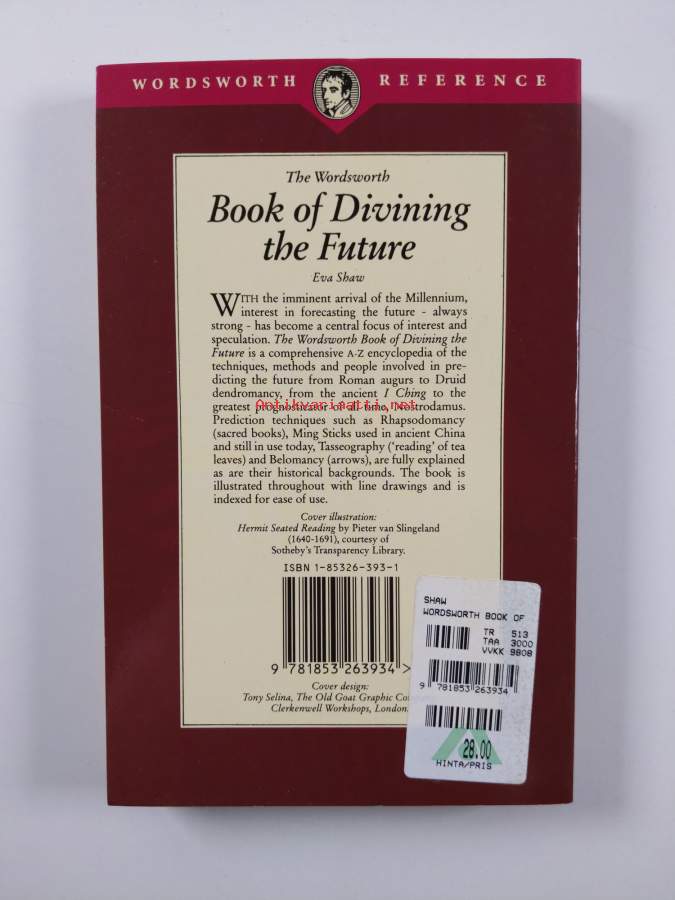 WORDSWORTH REFERENCE
The Wordsworth
Book of Divining
the Future
Eva Shaw
WITH the imminent arrival of the Millennium,
interest in forecasting the future - always
strong - has become a central focus of interest and
speculation. The Wordsworth Book of Divining the
Future is a comprehensive A-Z encyclopedia of the
techniques, methods and people involved in pre-
dicting the future from Roman augurs to Druid
dendromancy, from the ancient I Ching to the
greatest prognosticator of all time, Nostrodamus.
Antikvariaatti.net
Prediction techniques such as Rhapsodomancy
(sacred books), Ming Sticks used in ancient China
and still in use today, Tasseography ('reading' of tea
leaves) and Belomancy (arrows), are fully explained
as are their historical backgrounds. The book is
illustrated throughout with line drawings and is
indexed for ease of use.
Cover illustration:
Hermit Seated Reading by Pieter van Slingeland
(1640-1691), courtesy of
Sotheby's Transparency Library.
ISBN 1-85326-393-1
9 781853 263934 >
Cover design:
Tony Selina, The Old Goat Graphic
Clerkenwell Workshops, London.
SHAW
WORDSWORTH BOOK OF
TR 513
TAA 3000
VVKK 9808
9 781853 263934
28.00
HINTA/PRIS